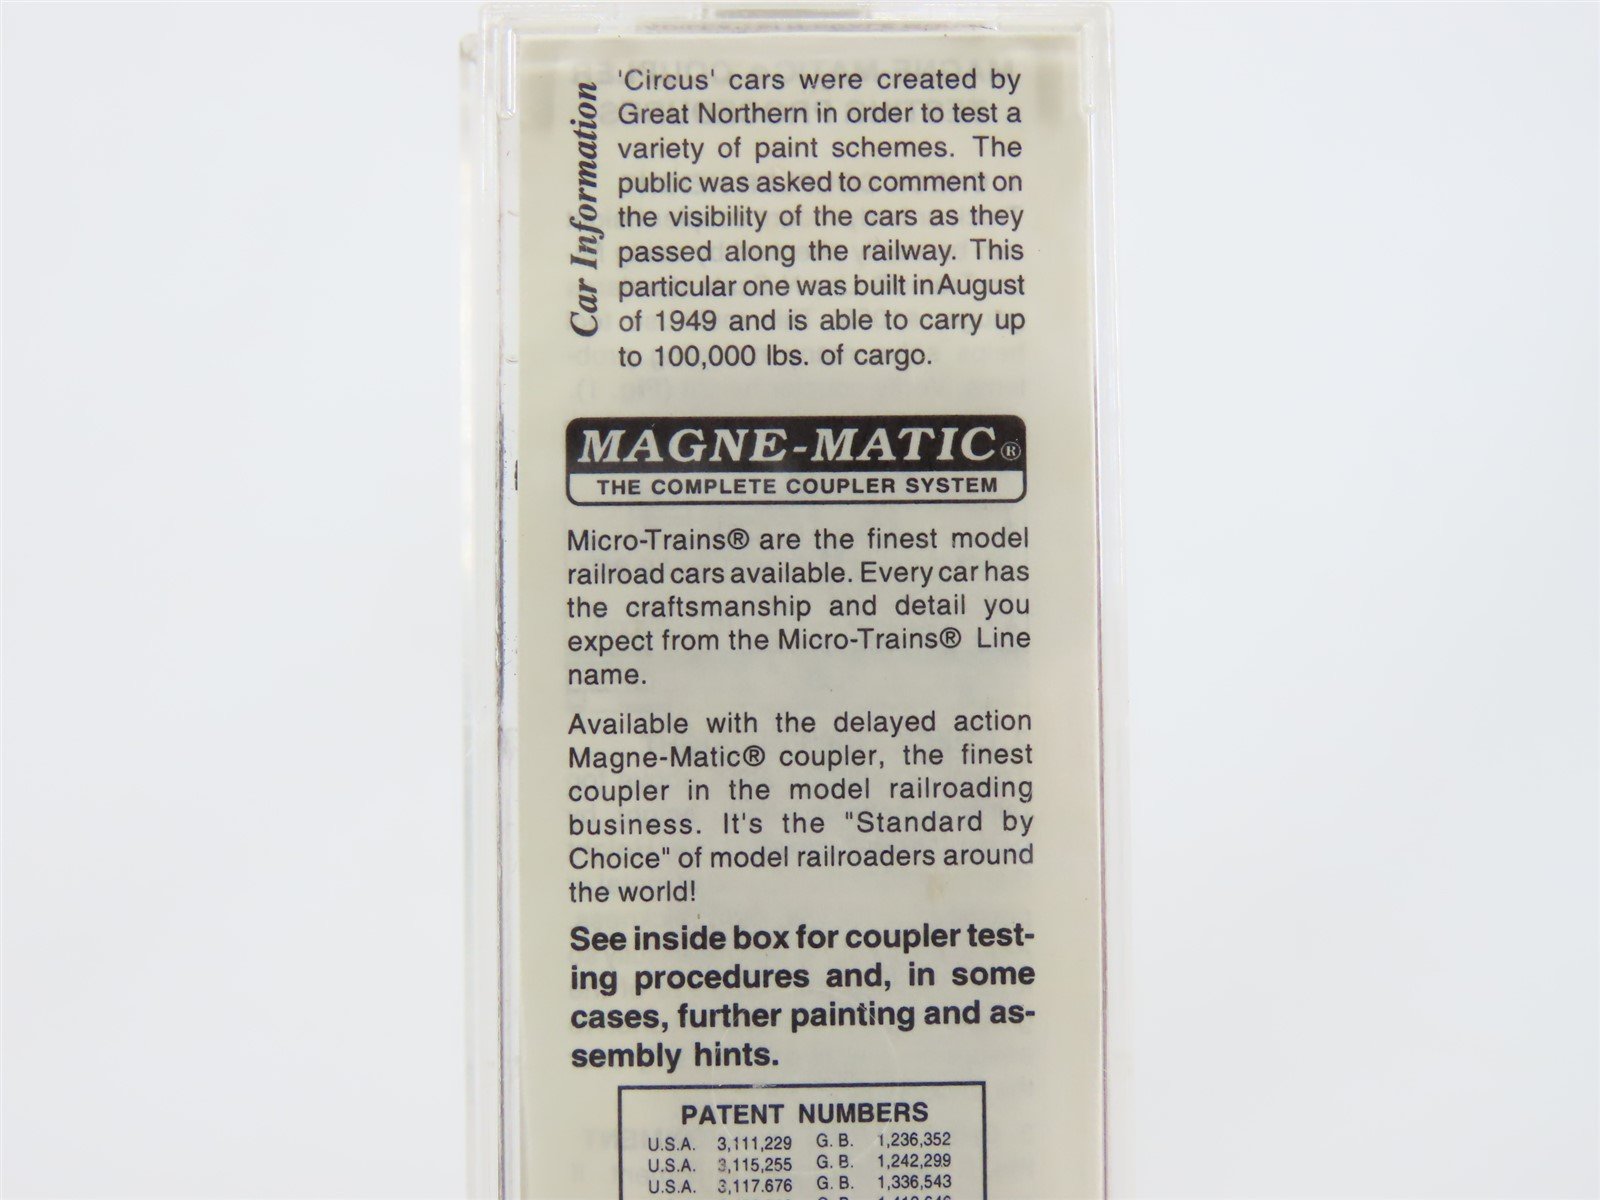 Car Information
'Circus' cars were created by
Great Northern in order to test a
variety of paint schemes. The
public was asked to comment on
the visibility of the cars as they
passed along the railway. This
particular one was built in August
of 1949 and is able to carry up
to 100,000 lbs. of cargo.
MAGNE-MATIC®
THE COMPLETE COUPLER SYSTEM
Micro-Trains® are the finest model
railroad cars available. Every car has
the craftsmanship and detail you
expect from the Micro-Trains® Line
name.
Available with the delayed action
Magne-Matic® coupler, the finest
coupler in the model railroading
business. It's the "Standard by
Choice" of model railroaders around
the world!
See inside box for coupler test-
ing procedures and, in some
cases, further painting and as-
sembly hints.
PATENT NUMBERS
U.S.A. 3,111,229 G.B. 1,236,352
U.S.A. 3,115,255 G.B. 1,242,299
U.S.A. 3,117.676 G.B. 1,336,543